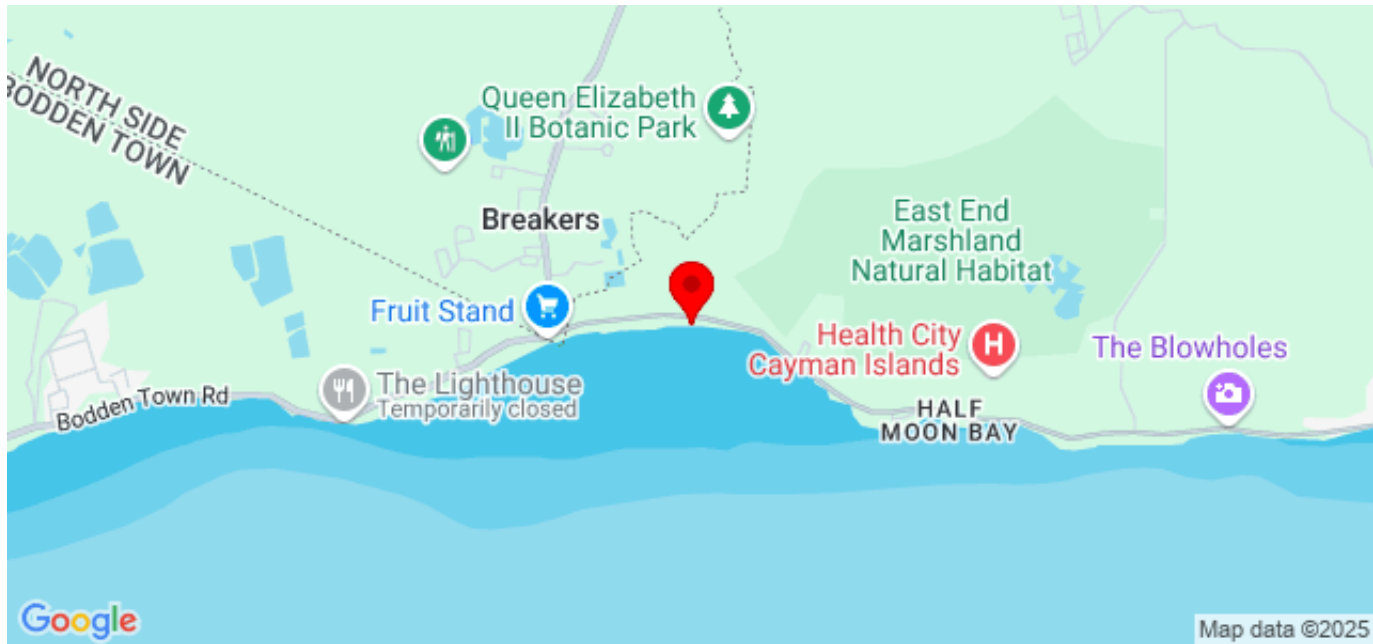 NORTH SIDE
BODDEN TOWN
Queen Elizabeth
II Botanic Park
Breakers
East End
Marshland
Natural Habitat
Fruit Stand
Health City
Cayman Islands
H
The Blowholes
The Lighthouse
Temporarily closed
Bodden Town Rd
HALF
MOON BAY
Google
Map data ©2025